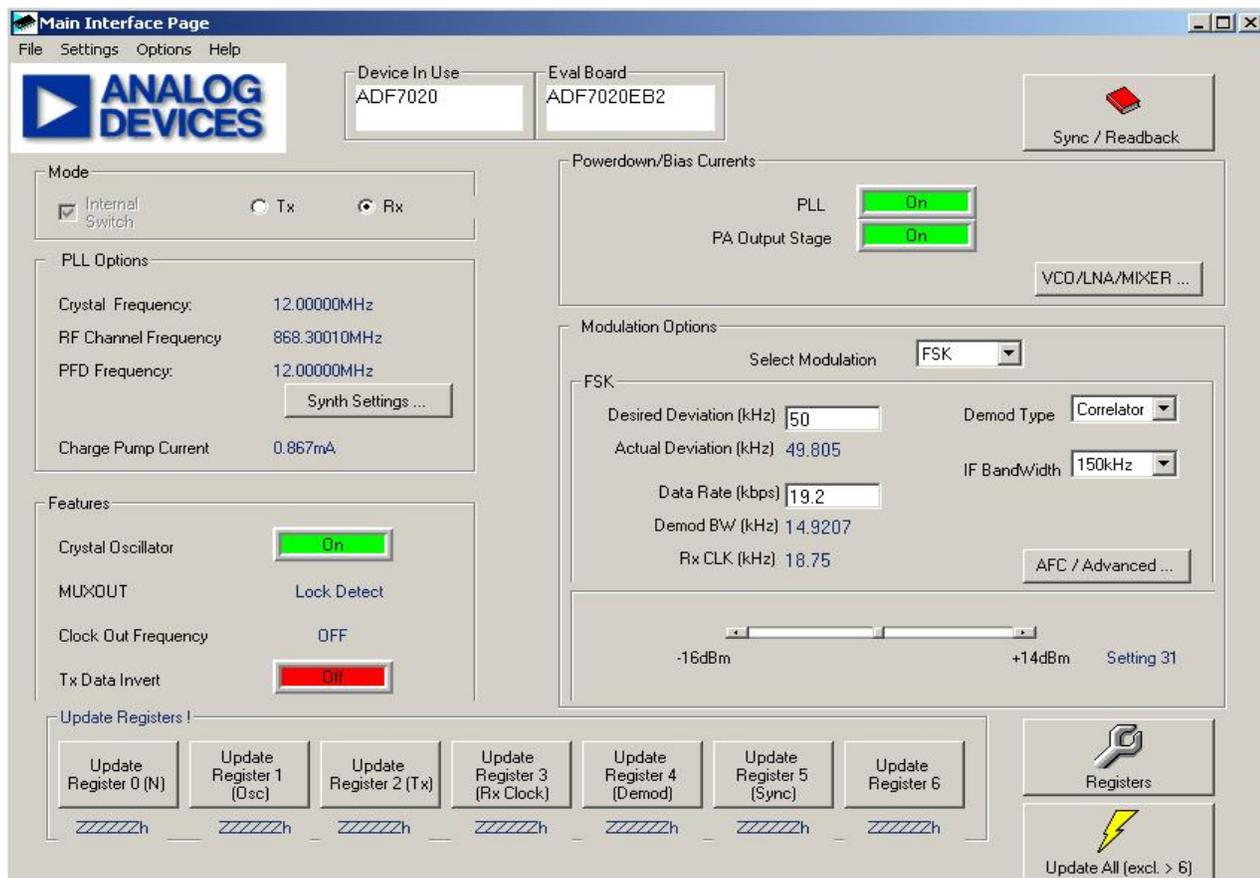 Main Interface Page
File Settings Options Help
ANALOG
DEVICES
Device In Use
ADF7020
Eval Board
ADF7020EB2
Sync / Readback
Mode
Internal
Switch
Tx
Rx
Powerdown/Bias Currents
PLL On
PA Output Stage On
VCO/LNA/MIXER ...
PLL Options
Crystal Frequency: 12.00000MHz
RF Channel Frequency 868.30010MHz
PFD Frequency: 12.00000MHz
Synth Settings ...
Charge Pump Current 0.867mA
Modulation Options
Select Modulation FSK
FSK
Desired Deviation (kHz) 50
Actual Deviation (kHz) 49.805
Data Rate (kbps) 19.2
Demod BW (kHz) 14.9207
Rx CLK (kHz) 18.75
Demod Type Correlator
IF BandWidth 150kHz
AFC / Advanced ...
-16dBm +14dBm Setting 31
Features
Crystal Oscillator On
MUXOUT Lock Detect
Clock Out Frequency OFF
Tx Data Invert Off
Update Registers !
Update
Register 0 (N)
Update
Register 1
(Osc)
Update
Register 2 (Tx)
Update
Register 3
(Rx Clock)
Update
Register 4
(Demod)
Update
Register 5
(Sync)
Update
Register 6
ZZZZZZh ZZZZZZh ZZZZZZh ZZZZZZh ZZZZZZh ZZZZZZh ZZZZZZh
Registers
Update All (excl. > 6)